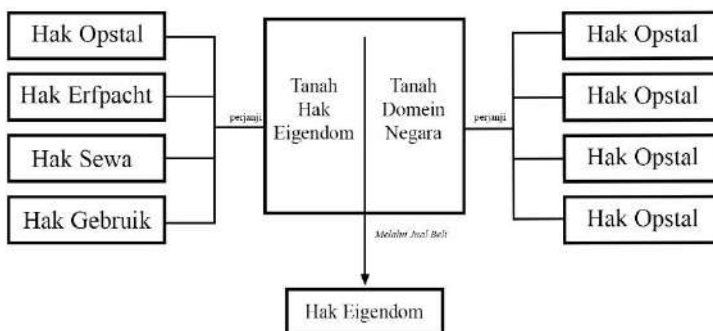 Hak Opstal
Hak Erfpacht
Hak Sewa
Hak Gebruik
perjanji
Tanah
Hak
Eigendom
Tanah
Domein
Negara
perjanji
Hak Opstal
Hak Opstal
Hak Opstal
Hak Opstal
Melalui Jual Beli
Hak Eigendom